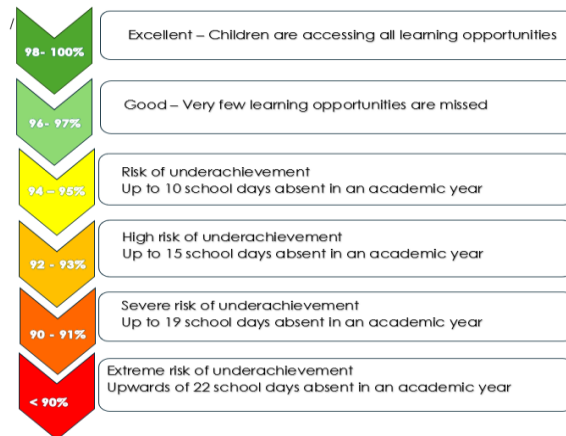 /
98- 100%
Excellent – Children are accessing all learning opportunities
96- 97%
Good – Very few learning opportunities are missed
94 – 95%
Risk of underachievement
Up to 10 school days absent in an academic year
92 - 93%
High risk of underachievement
Up to 15 school days absent in an academic year
90 - 91%
Severe risk of underachievement
Up to 19 school days absent in an academic year
< 90%
Extreme risk of underachievement
Upwards of 22 school days absent in an academic year